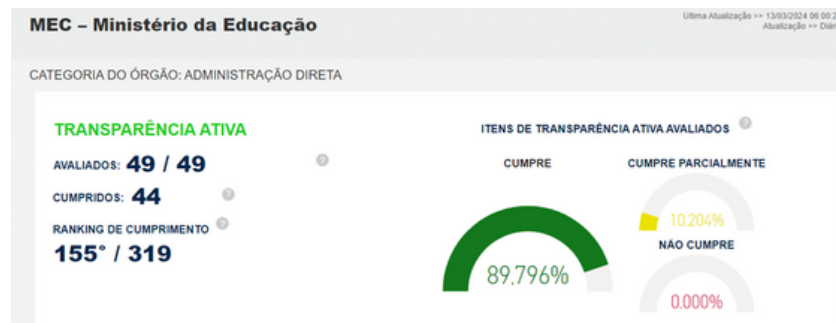 MEC – Ministério da Educação
Última Atualização >> 13/03/2024 06:00:2
Atualização >> Diár
CATEGORIA DO ÓRGÃO: ADMINISTRAÇÃO DIRETA
TRANSPARÊNCIA ATIVA
AVALIADOS: 49 / 49
CUMPRIDOS: 44
RANKING DE CUMPRIMENTO
155° / 319
ITENS DE TRANSPARÊNCIA ATIVA AVALIADOS
CUMPRE
89,796%
CUMPRE PARCIALMENTE
10,204%
NÃO CUMPRE
0,000%